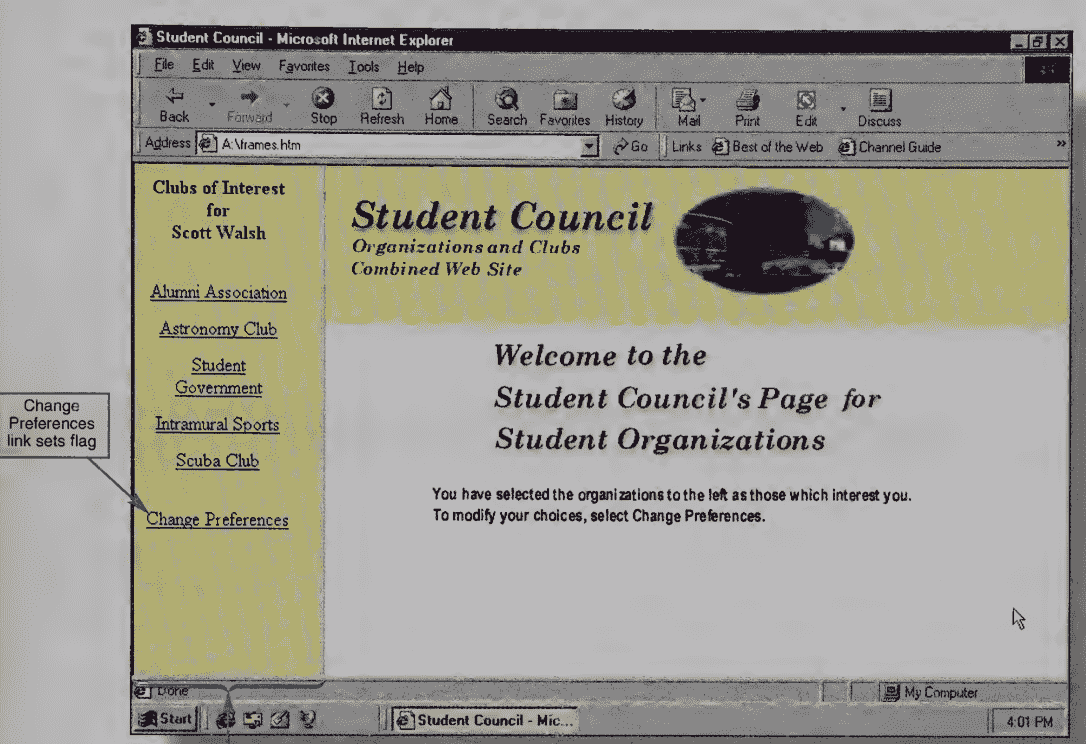 Student Council - Microsoft Internet Explorer
File Edit View Favorites Tools Help
Back Forward Stop Refresh Home Search Favorites History Mail Print Edit Discuss
Address A:\frames.htm Go Links Best of the Web Channel Guide »
Clubs of Interest
for
Scott Walsh
Alumni Association
Astronomy Club
Student
Government
Intramural Sports
Scuba Club
Change Preferences
Student Council
Organizations and Clubs
Combined Web Site
Welcome to the
Student Council's Page for
Student Organizations
You have selected the organizations to the left as those which interest you.
To modify your choices, select Change Preferences.
Change
Preferences
link sets flag
Done My Computer
Start Student Council - Mic... 4:01 PM